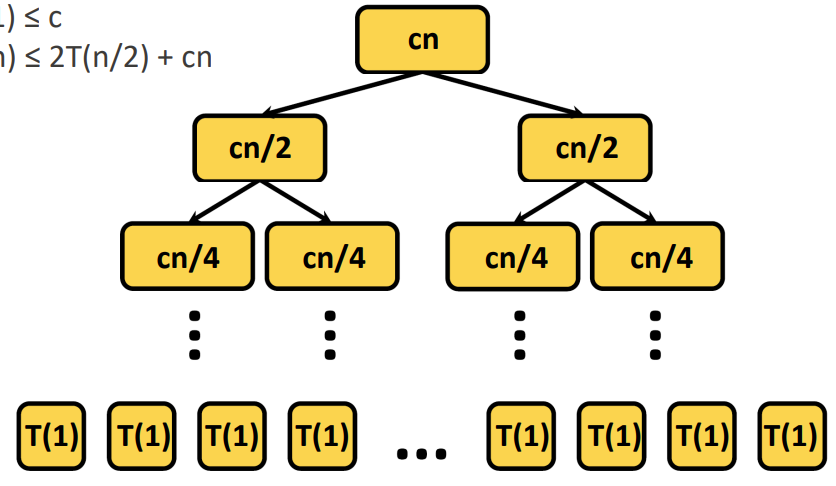 1) ≤ c
n) ≤ 2T(n/2) + cn
cn
cn/2 cn/2
cn/4 cn/4 cn/4 cn/4
T(1) T(1) T(1) T(1) ... T(1) T(1) T(1) T(1)